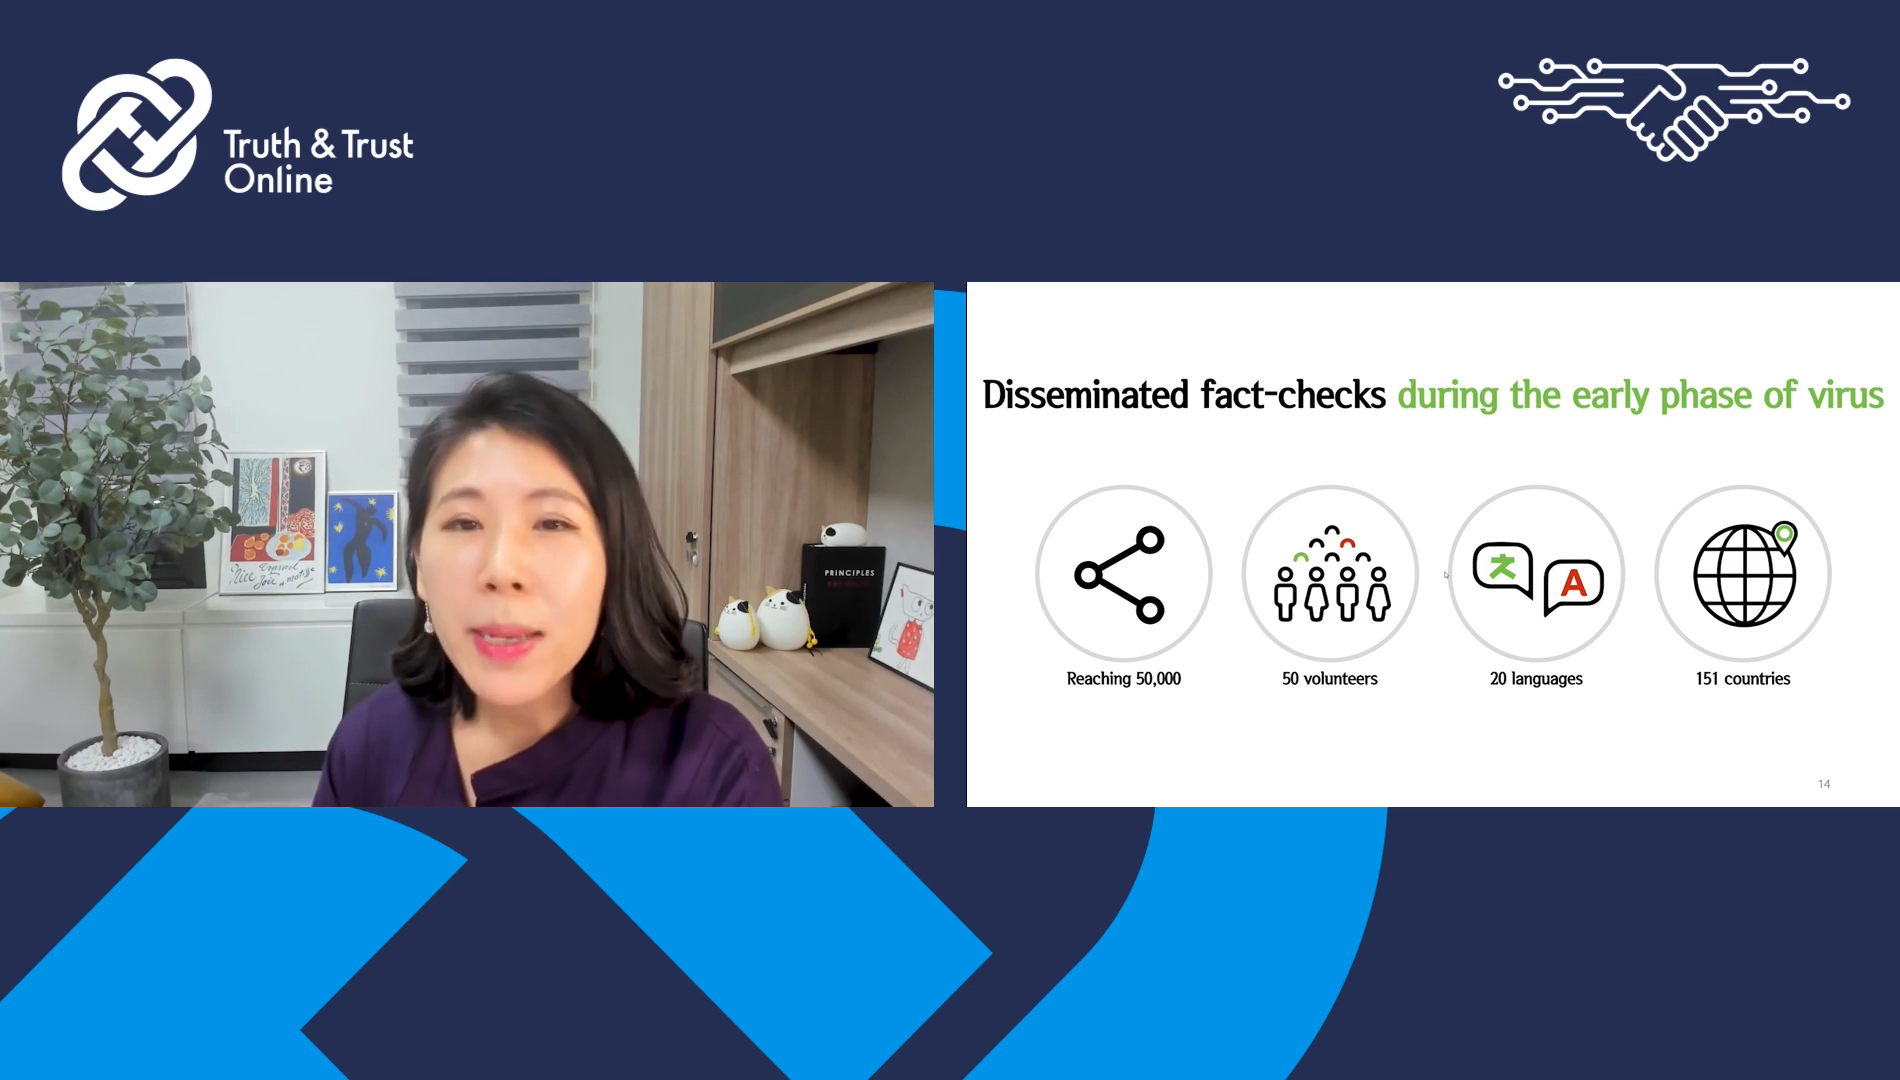 Truth & Trust
Online
Disseminated fact-checks during the early phase of virus
A
Reaching 50,000
50 volunteers
20 languages
151 countries
14
PRINCIPLES
Nice